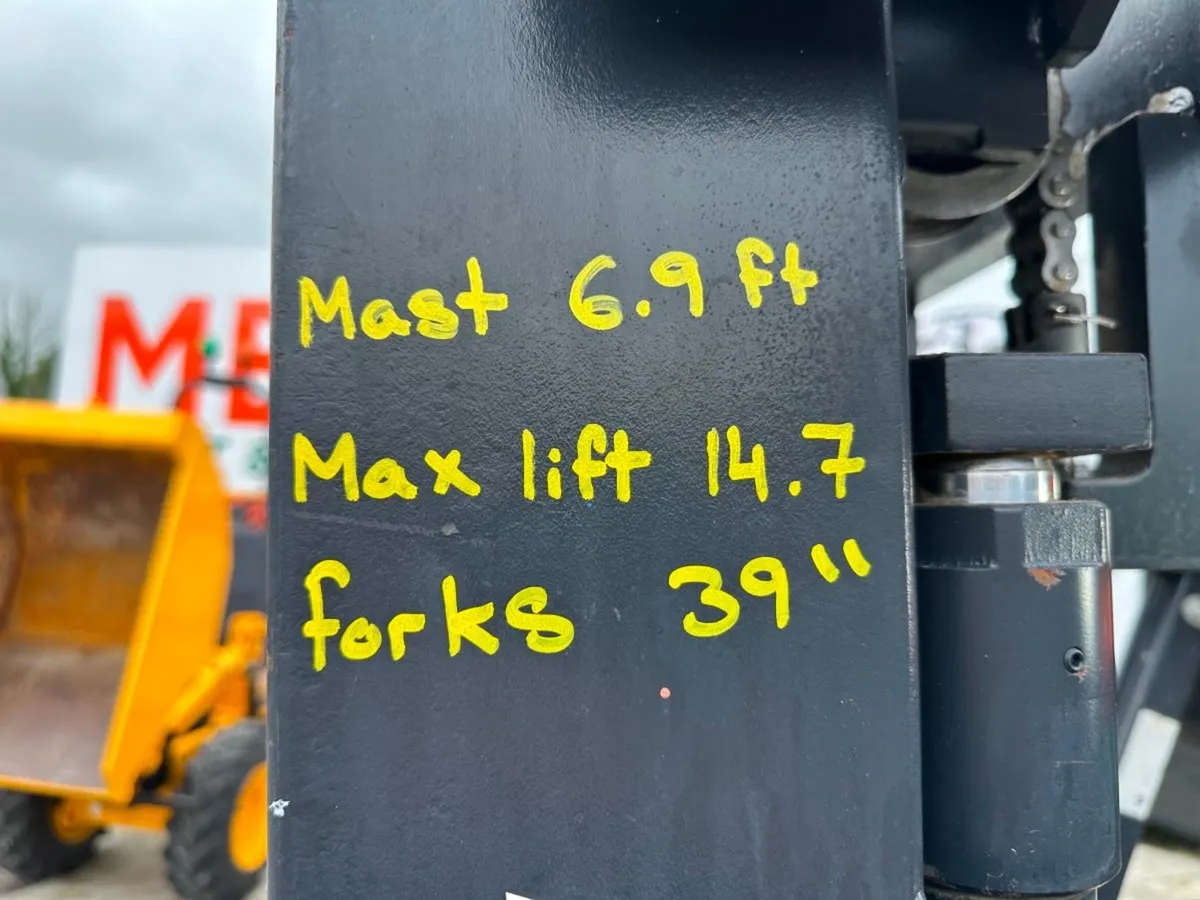 Mast 6.9 ft
Max lift 14.7
forks 39"